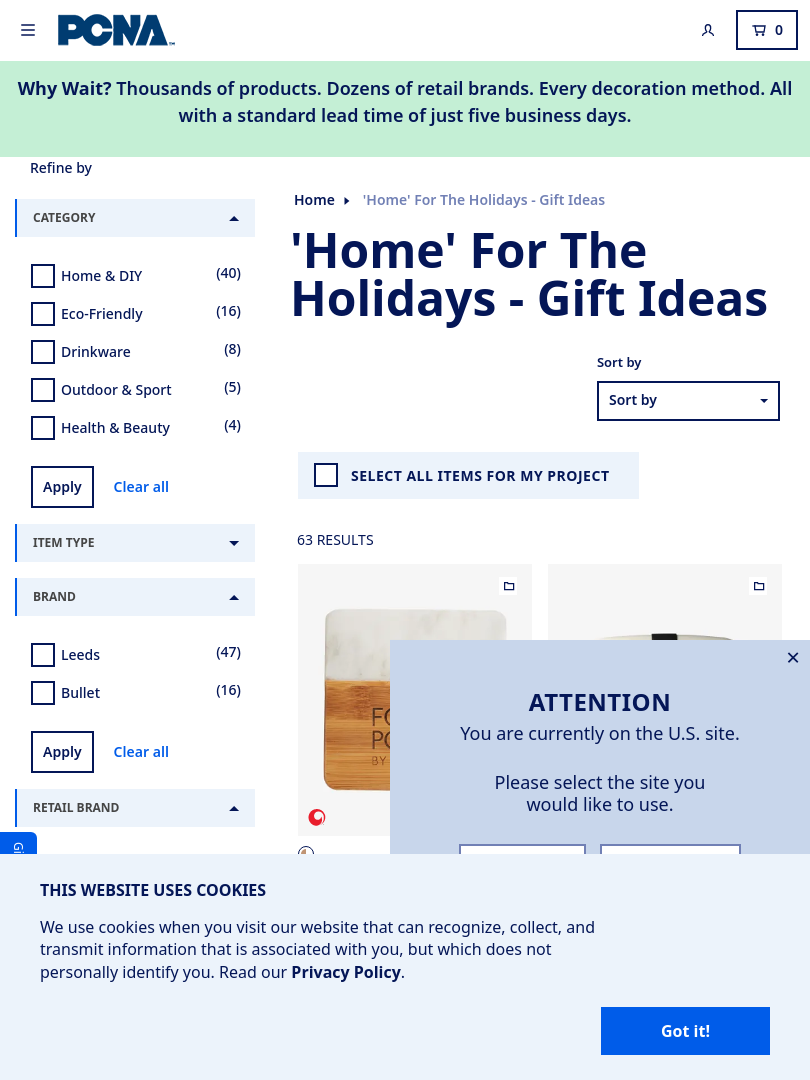 PCNA
0
Why Wait? Thousands of products. Dozens of retail brands. Every decoration method. All
with a standard lead time of just five business days.
Refine by
CATEGORY
Home & DIY (40)
Eco-Friendly (16)
Drinkware (8)
Outdoor & Sport (5)
Health & Beauty (4)
Apply Clear all
ITEM TYPE
BRAND
Leeds (47)
Bullet (16)
Apply Clear all
RETAIL BRAND
Home 'Home' For The Holidays - Gift Ideas
'Home' For The
Holidays - Gift Ideas
Sort by
Sort by
SELECT ALL ITEMS FOR MY PROJECT
63 RESULTS
ATTENTION
You are currently on the U.S. site.
Please select the site you
would like to use.
THIS WEBSITE USES COOKIES
We use cookies when you visit our website that can recognize, collect, and
transmit information that is associated with you, but which does not
personally identify you. Read our Privacy Policy.
Got it!